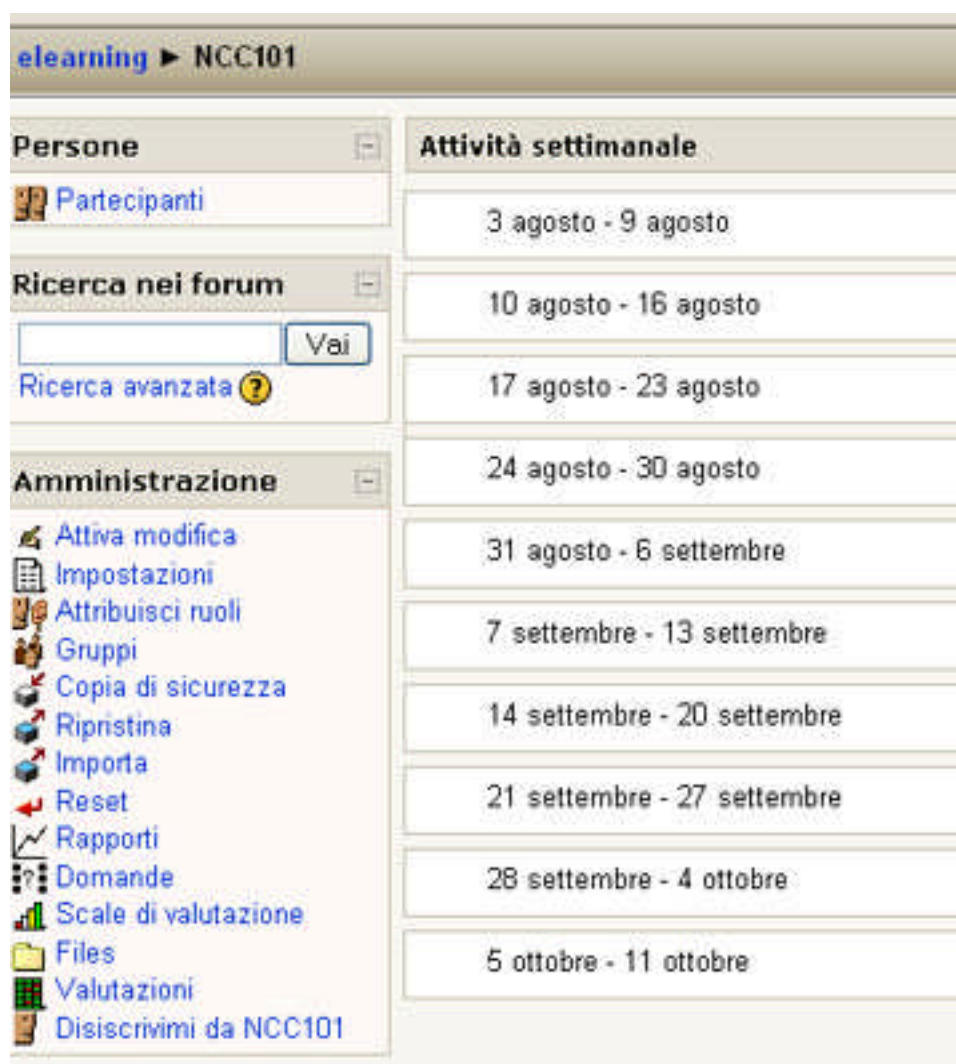 elearning ► NCC101
Persone
Partecipanti
Ricerca nei forum
Vai
Ricerca avanzata ?
Amministrazione
Attiva modifica
Impostazioni
Attribuisci ruoli
Gruppi
Copia di sicurezza
Ripristina
Importa
Reset
Rapporti
Domande
Scale di valutazione
Files
Valutazioni
Disiscrivimi da NCC101
Attività settimanale
3 agosto - 9 agosto
10 agosto - 16 agosto
17 agosto - 23 agosto
24 agosto - 30 agosto
31 agosto - 6 settembre
7 settembre - 13 settembre
14 settembre - 20 settembre
21 settembre - 27 settembre
28 settembre - 4 ottobre
5 ottobre - 11 ottobre